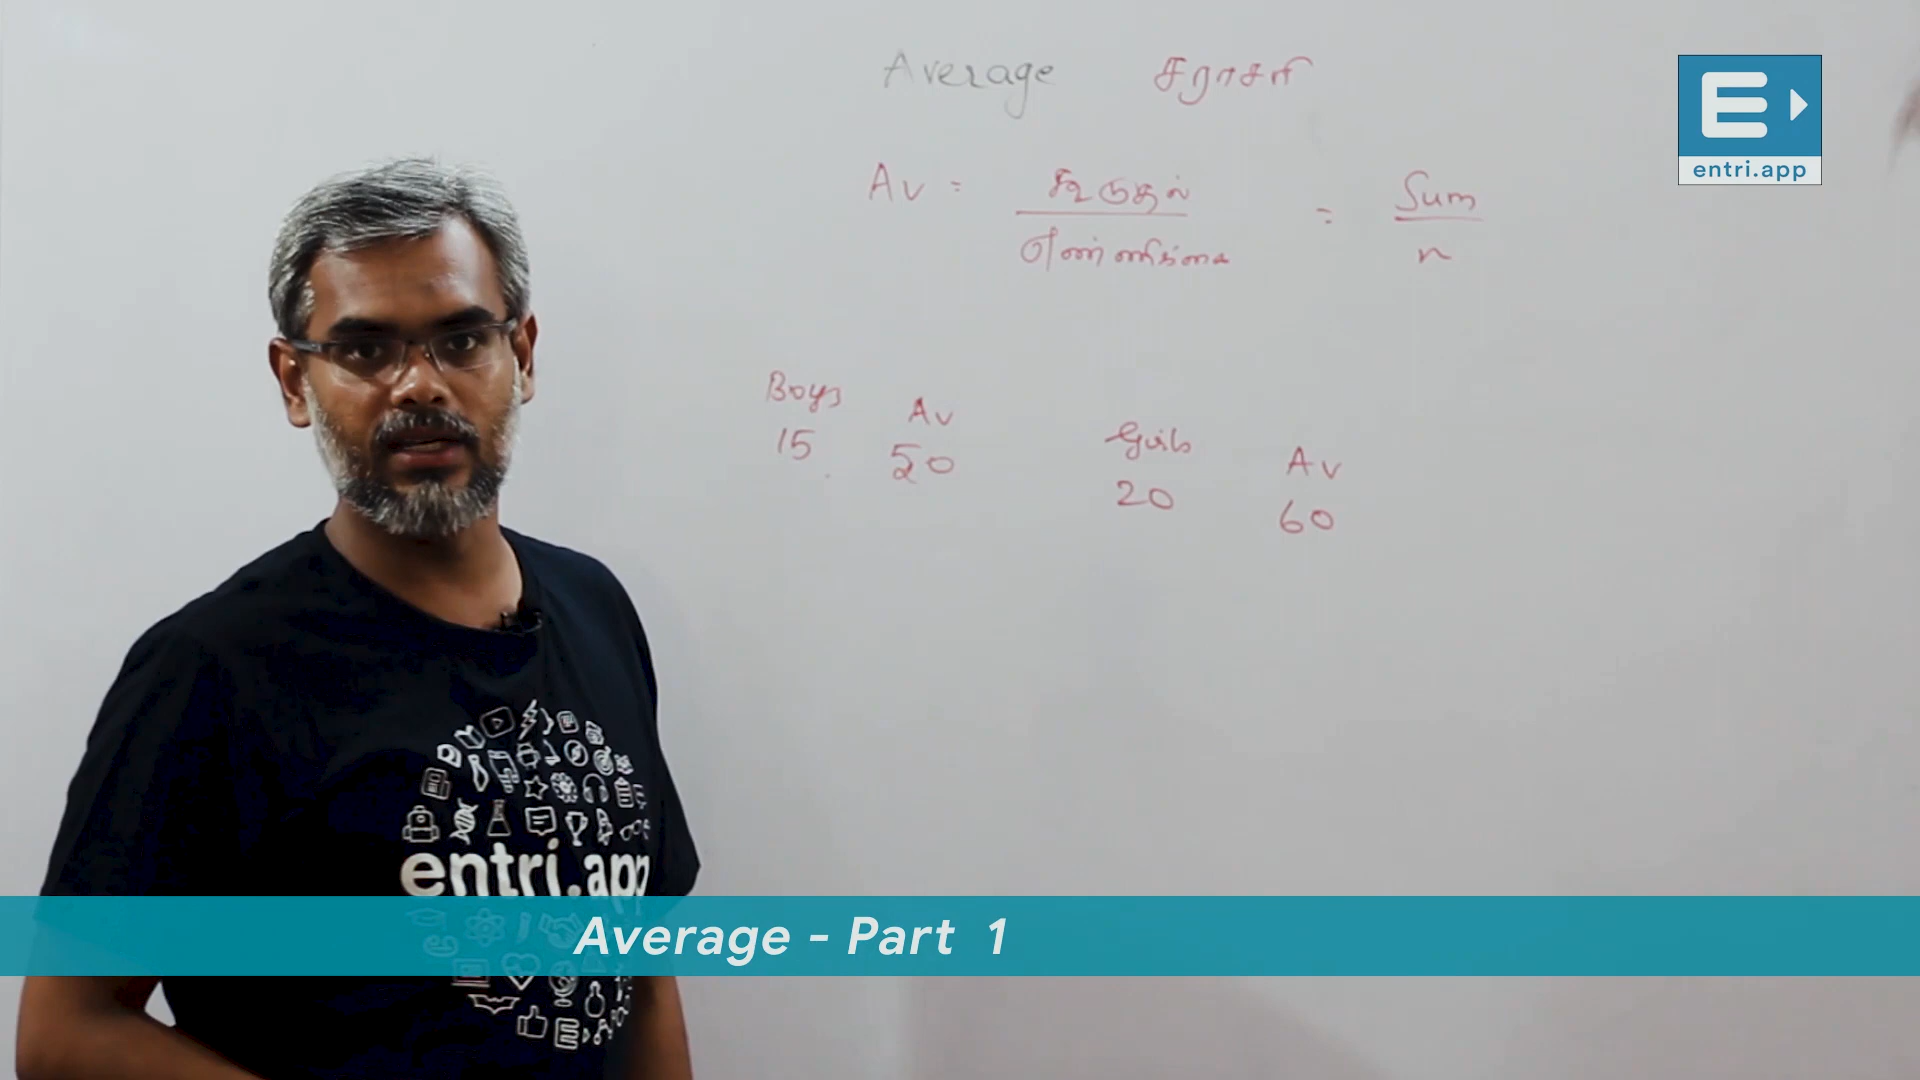 Average சராசரி
Av = கூடுதல் / எண்ணிக்கை = Sum / n
Boys Av
15 50
Girls Av
20 60
E
entri.app
entri.app
Average - Part 1